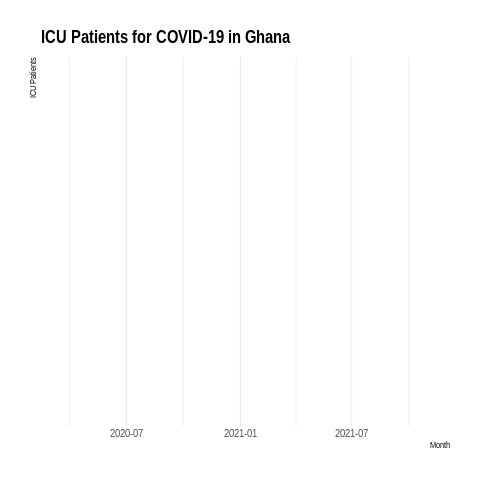 ICU Patients for COVID-19 in Ghana
ICU Patients
2020-07
2021-01
2021-07
Month